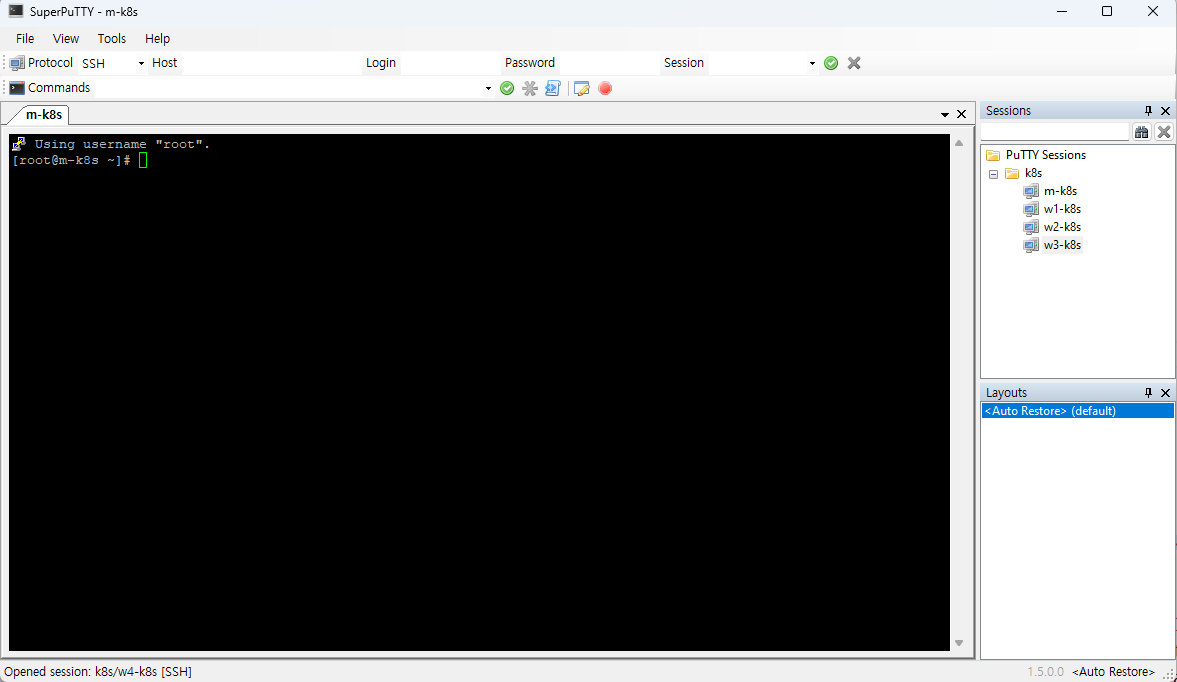 SuperPuTTY - m-k8s
File View Tools Help
Protocol SSH Host Login Password Session
Commands
m-k8s
Using username "root".
[root@m-k8s ~]#
Sessions
PuTTY Sessions
k8s
m-k8s
w1-k8s
w2-k8s
w3-k8s
Layouts
<Auto Restore> (default)
Opened session: k8s/w4-k8s [SSH]
1.5.0.0 <Auto Restore>